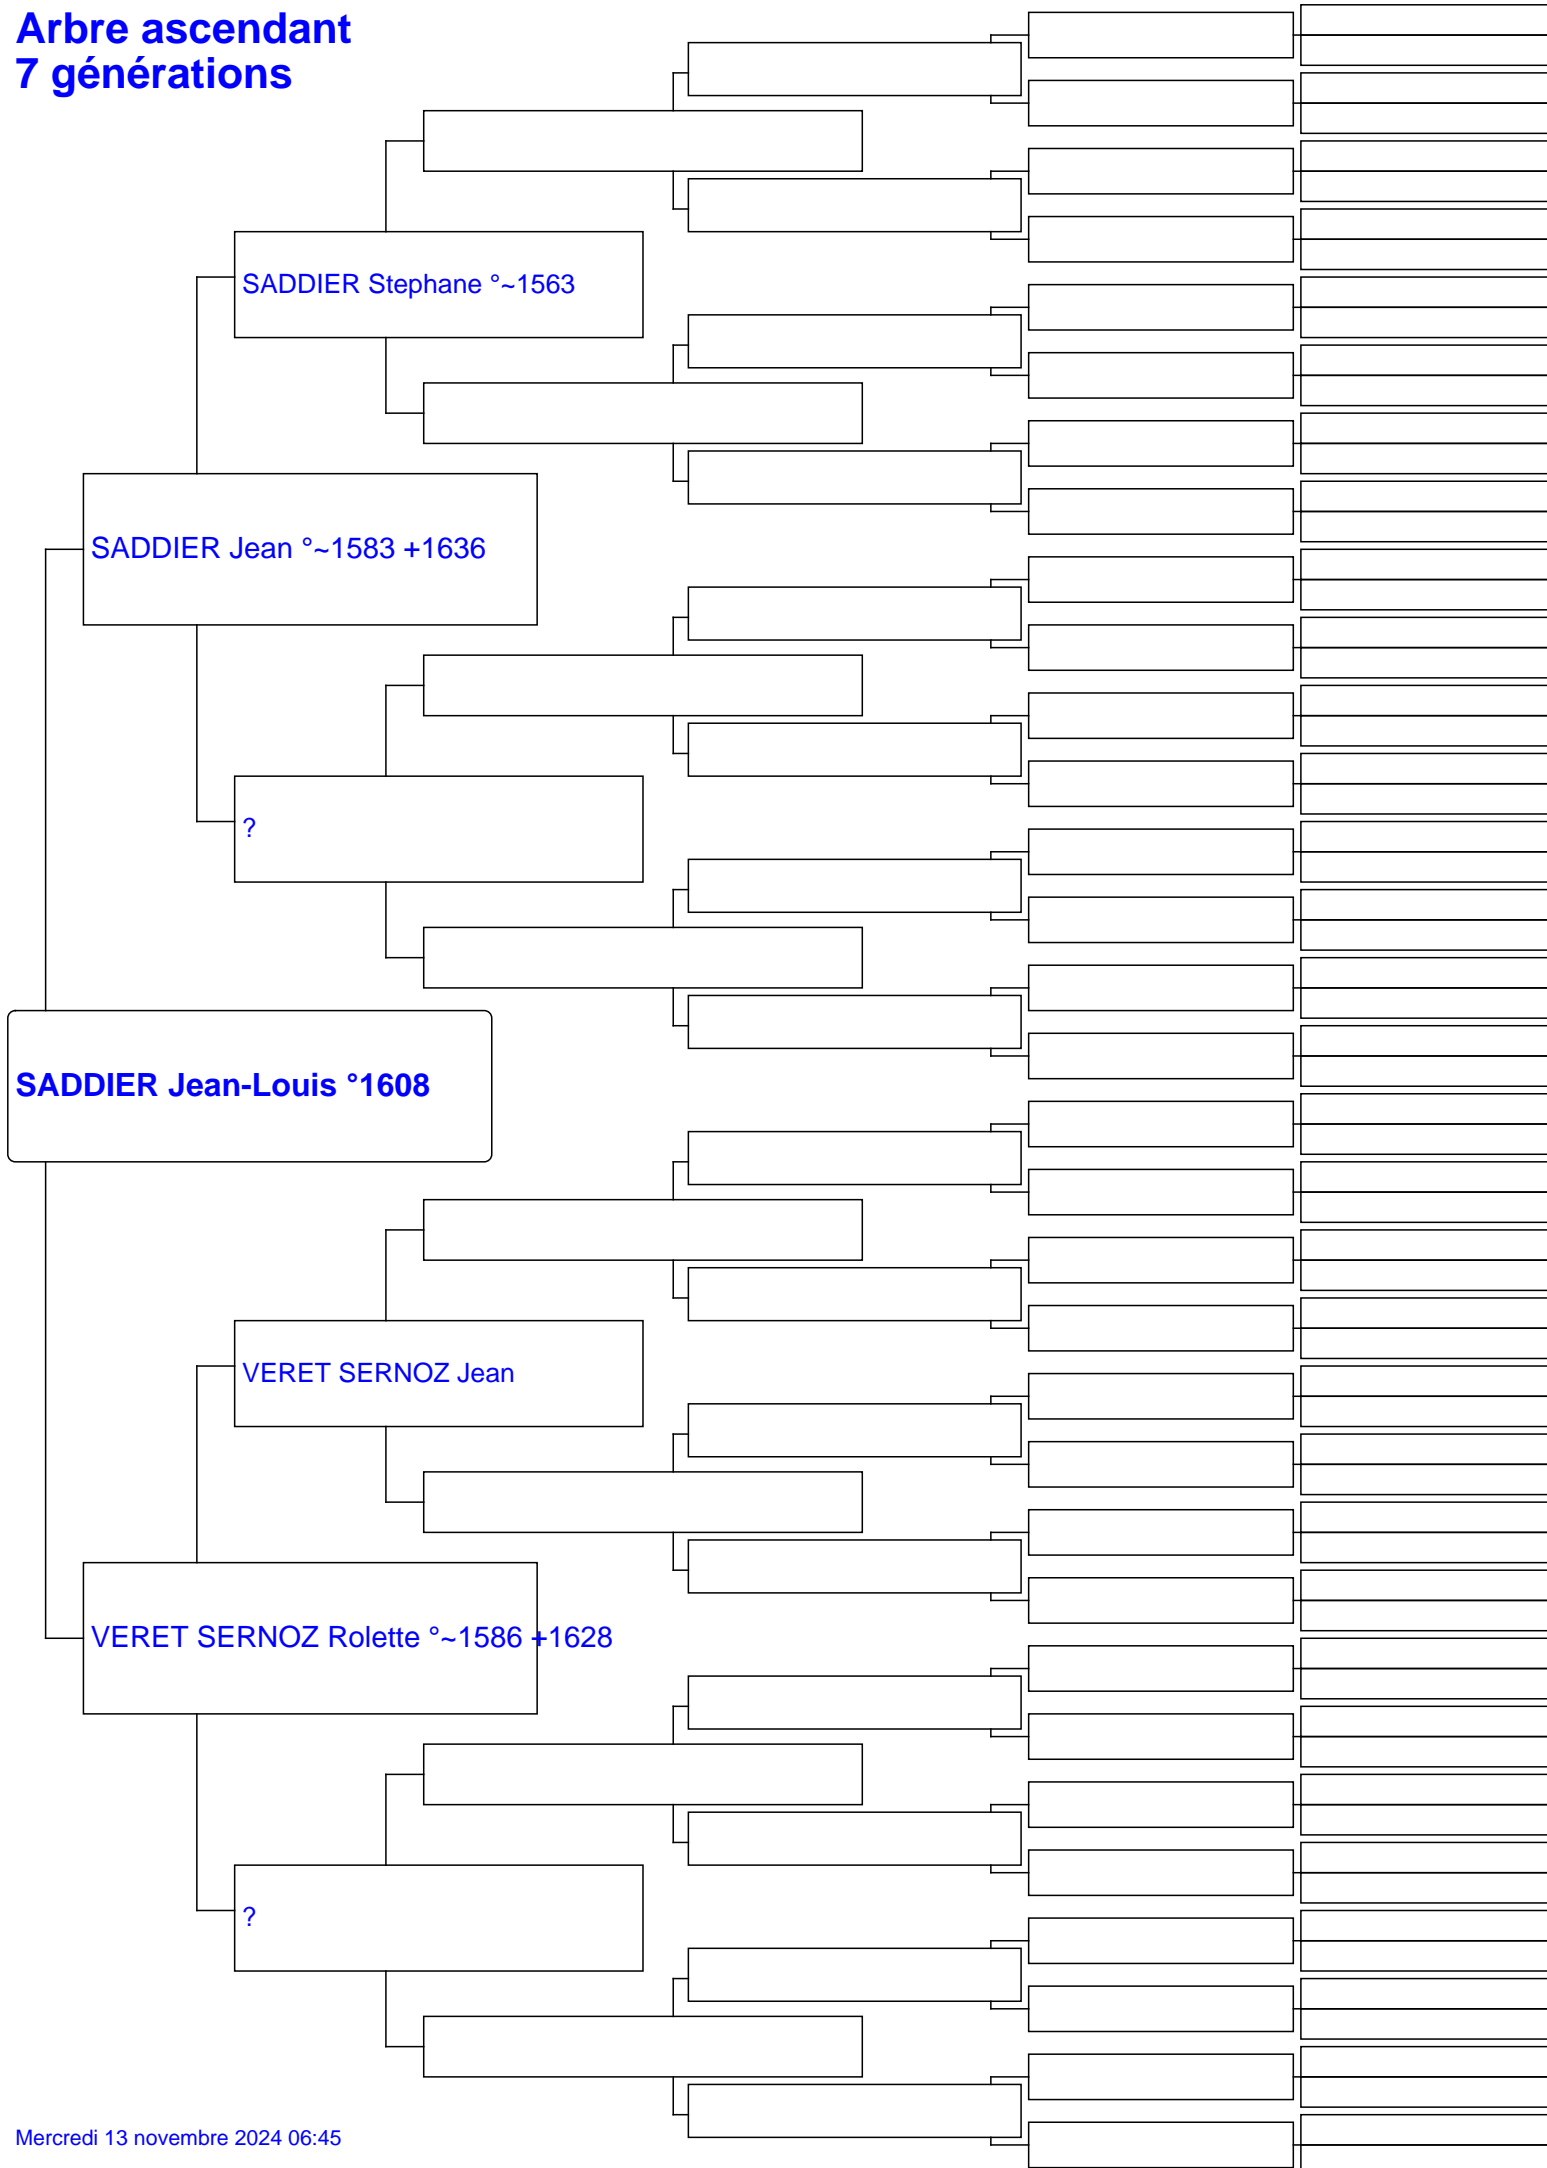 Arbre ascendant
7 générations
SADDIER Stephane °~1563
SADDIER Jean °~1583 +1636
?
SADDIER Jean-Louis °1608
VERET SERNOZ Jean
VERET SERNOZ Rolette °~1586 +1628
?
Mercredi 13 novembre 2024 06:45